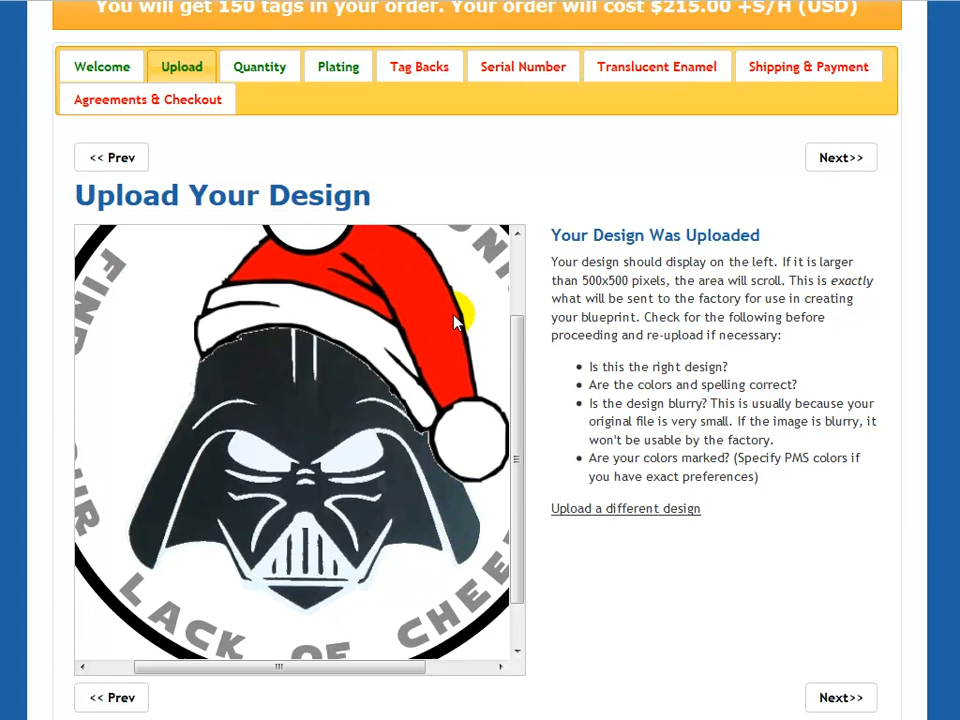 You will get 150 tags in your order. Your order will cost $215.00 +S/H (USD)
Welcome Upload Quantity Plating Tag Backs Serial Number Translucent Enamel Shipping & Payment
Agreements & Checkout
<< Prev Next>>
Upload Your Design
FIND
UR
LACK OF CHEE
Your Design Was Uploaded
Your design should display on the left. If it is larger
than 500x500 pixels, the area will scroll. This is exactly
what will be sent to the factory for use in creating
your blueprint. Check for the following before
proceeding and re-upload if necessary:
• Is this the right design?
• Are the colors and spelling correct?
• Is the design blurry? This is usually because your
original file is very small. If the image is blurry, it
won't be usable by the factory.
• Are your colors marked? (Specify PMS colors if
you have exact preferences)
Upload a different design
<< Prev Next>>